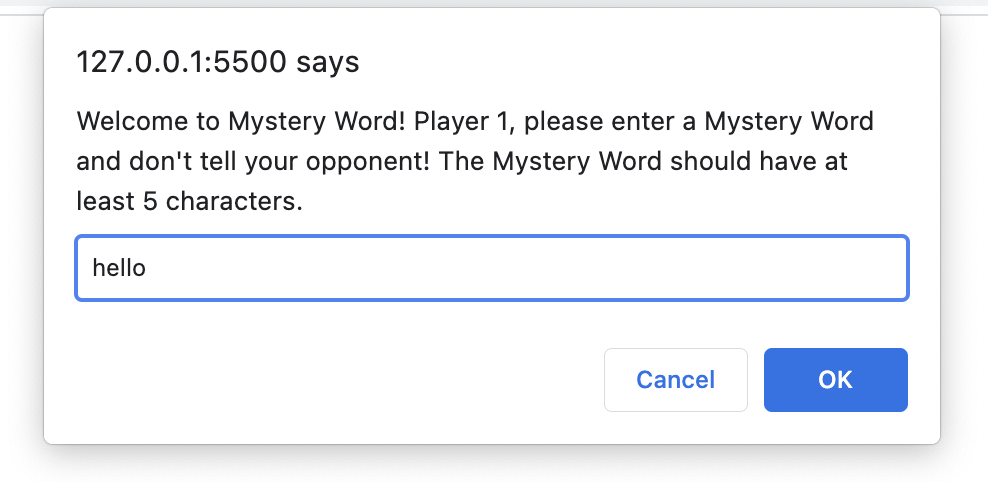 127.0.0.1:5500 says
Welcome to Mystery Word! Player 1, please enter a Mystery Word
and don't tell your opponent! The Mystery Word should have at
least 5 characters.
hello
Cancel OK